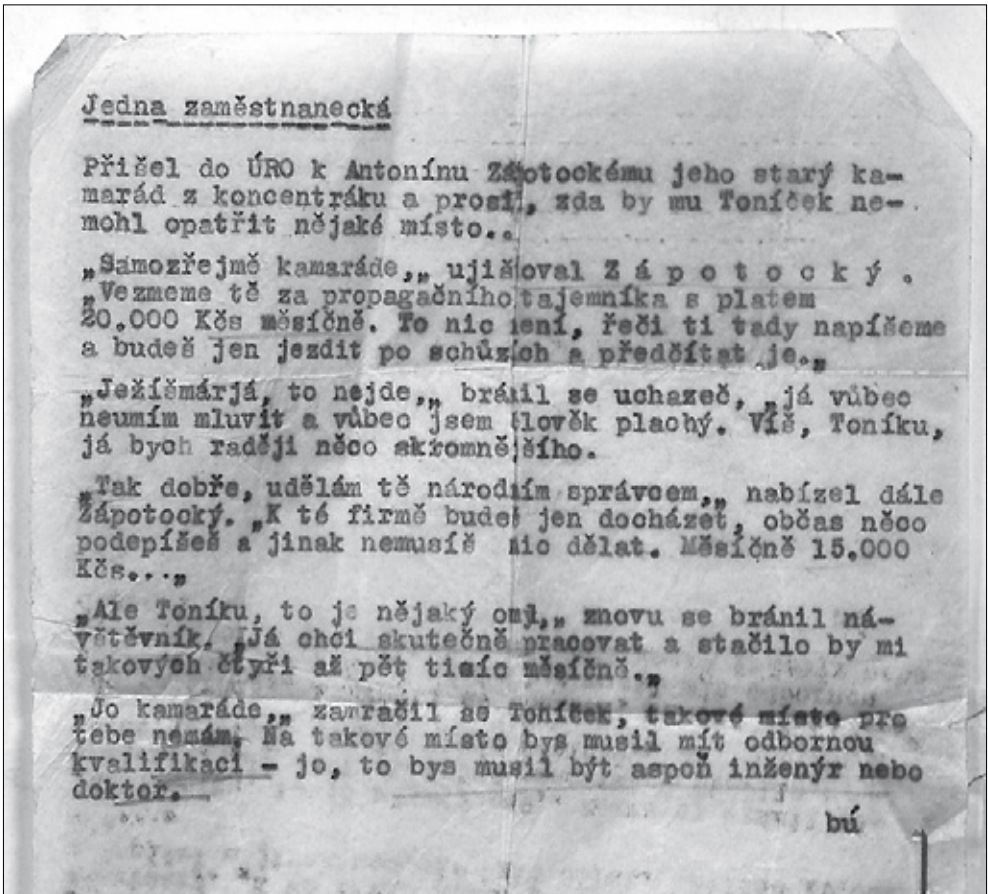 Jedna zaměstnanecká
Přišel do ÚRO k Antonínu Zápotockému jeho starý ka-
marád z koncentráku a prosil, zda by mu Toníček ne-
mohl opatřit nějaké místo..
„Samozřejmě kamaráde,„ ujišťoval Z á p o t o c k ý .
„Vezmeme tě za propagačního tajemníka s platem
20.000 Kčs měsíčně. To nic není, řeči ti tady napíšeme
a budeš jen jezdit po schůzích a předčítat je.„
„Ježíšmárjá, to nejde,„ bránil se uchazeč, „já vůbec
neumím mluvit a vůbec jsem člověk plachý. Víš, Toníku,
já bych raději něco skromnějšího.
„Tak dobře, udělám tě národním správcem,„ nabízel dále
Zápotocký. „K té firmě budeš jen docházet, občas něco
podepíšeš a jinak nemusíš nic dělat. Měsíčně 15.000
Kčs...„
„Ale Toníku, to je nějaký omyl,„ znovu se bránil ná-
vštěvník. „Já chci skutečně pracovat a stačilo by mi
takových čtyři až pět tisíc měsíčně.„
„Jo kamaráde,„ zamračil se Toníček, takové místo pro
tebe nemám. Na takové místo bys musil mít odbornou
kvalifikaci - jo, to bys musil být aspoň inženýr nebo
doktor.
bú